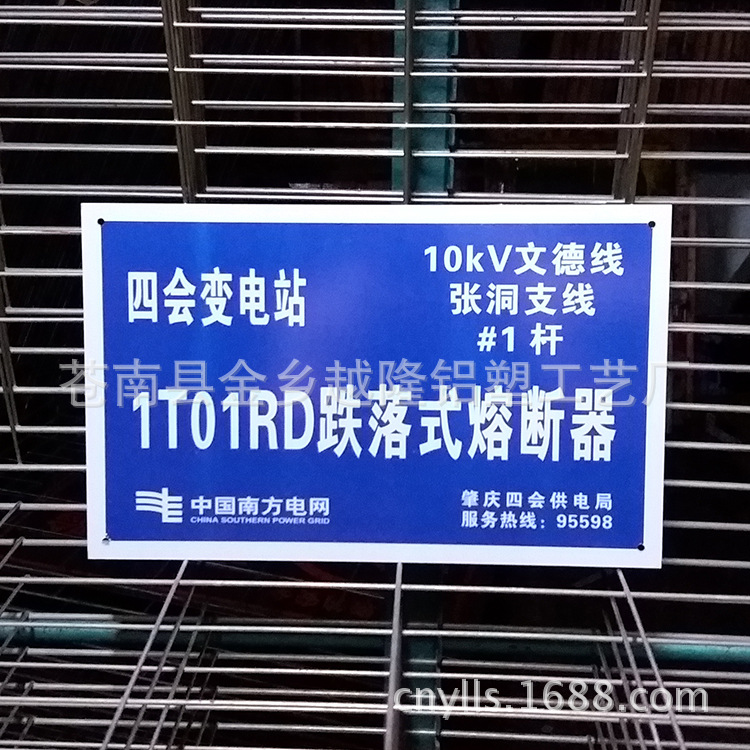 四会变电站
10kV文德线
张洞支线
#1 杆
苍南县金乡越隆铝塑工艺厂
1T01RD跌落式熔断器
中国南方电网
CHINA SOUTHERN POWER GRID
肇庆四会供电局
服务热线：95598
cnylls.1688.com